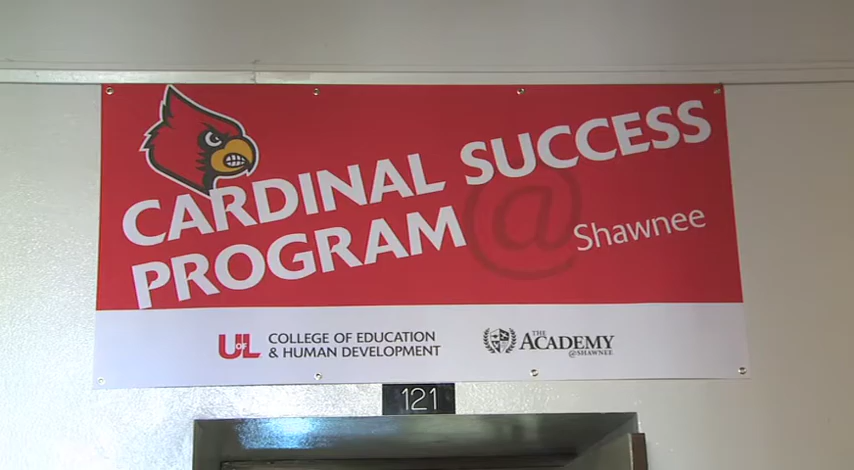 CARDINAL SUCCESS
PROGRAM @ Shawnee
UofL COLLEGE OF EDUCATION
& HUMAN DEVELOPMENT
THE
ACADEMY
@SHAWNEE
121